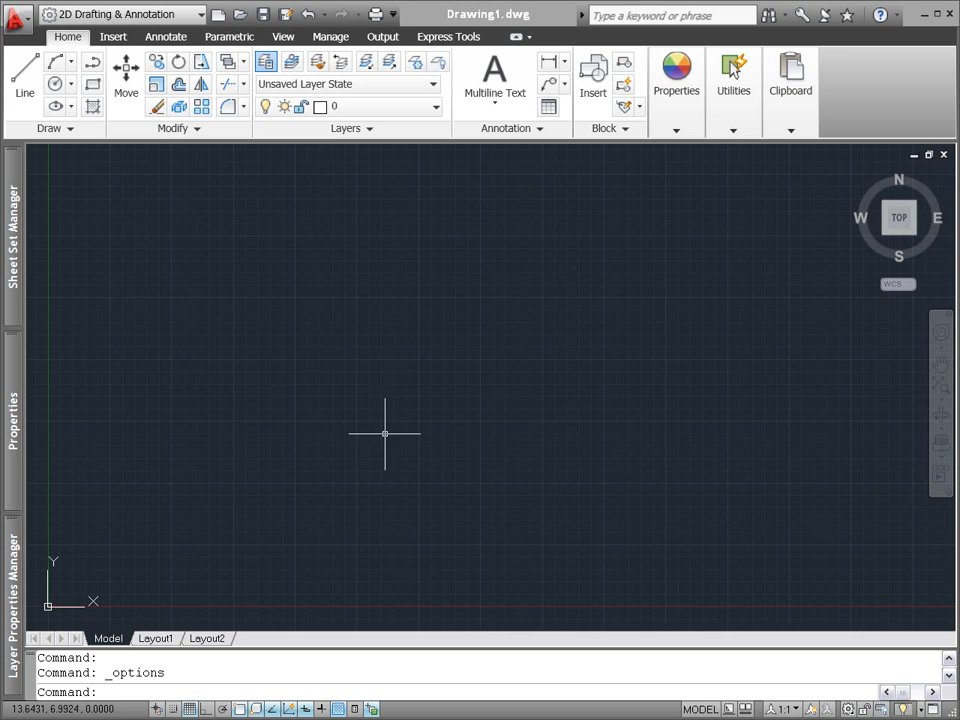 2D Drafting & Annotation
Drawing1.dwg
Type a keyword or phrase
Home Insert Annotate Parametric View Manage Output Express Tools
Line
Move
Unsaved Layer State
0
A
Multiline Text
Insert
Properties
Utilities
Clipboard
Draw Modify Layers Annotation Block
N
W TOP E
S
WCS
Sheet Set Manager
Properties
Layer Properties Manager
Y
X
Model Layout1 Layout2
Command:
Command: _options
Command:
13.6431, 6.9924, 0.0000
MODEL
1:1